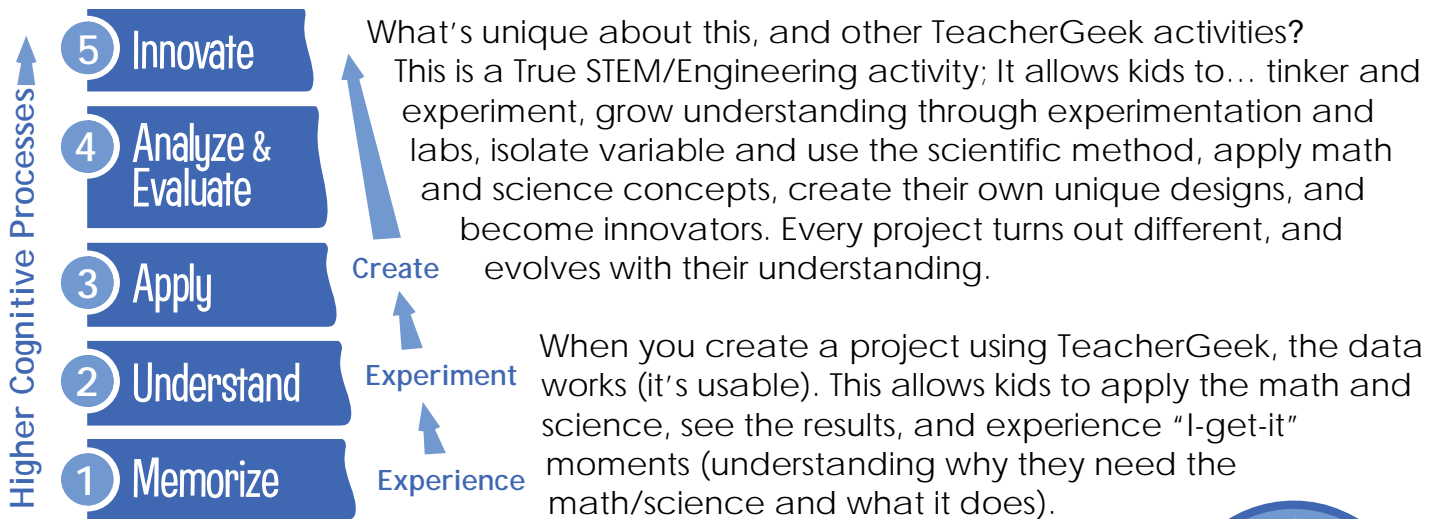 Higher Cognitive Processes
5 Innovate
4 Analyze &
Evaluate
3 Apply
2 Understand
1 Memorize
Create
Experiment
Experience
What's unique about this, and other TeacherGeek activities?
This is a True STEM/Engineering activity; It allows kids to… tinker and
experiment, grow understanding through experimentation and
labs, isolate variable and use the scientific method, apply math
and science concepts, create their own unique designs, and
become innovators. Every project turns out different, and
evolves with their understanding.
When you create a project using TeacherGeek, the data
works (it's usable). This allows kids to apply the math and
science, see the results, and experience "I-get-it"
moments (understanding why they need the
math/science and what it does).